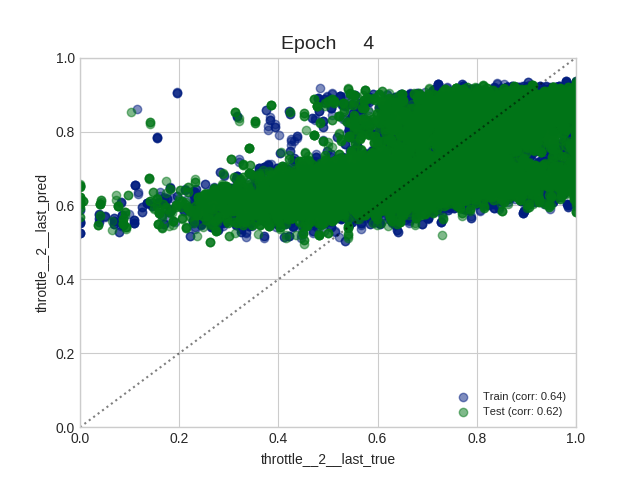 Epoch 4
1.0
0.8
0.6
0.4
0.2
0.0
throttle__2__last_pred
Train (corr: 0.64)
Test (corr: 0.62)
0.0 0.2 0.4 0.6 0.8 1.0
throttle__2__last_true